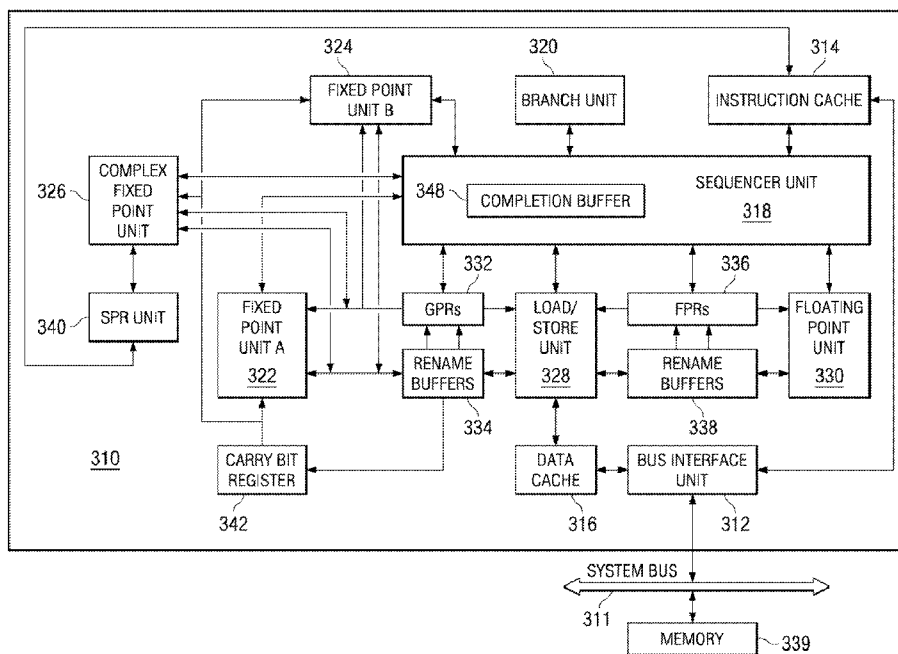 324
320
314
FIXED POINT
UNIT B
BRANCH UNIT
INSTRUCTION CACHE
326
COMPLEX
FIXED
POINT
UNIT
348
COMPLETION BUFFER
SEQUENCER UNIT
318
332
336
340
SPR UNIT
FIXED
POINT
UNIT A
322
GPRs
LOAD/
STORE
UNIT
328
FPRs
FLOATING
POINT
UNIT
330
RENAME
BUFFERS
RENAME
BUFFERS
334
338
310
CARRY BIT
REGISTER
DATA
CACHE
BUS INTERFACE
UNIT
342
316
312
SYSTEM BUS
311
MEMORY
339